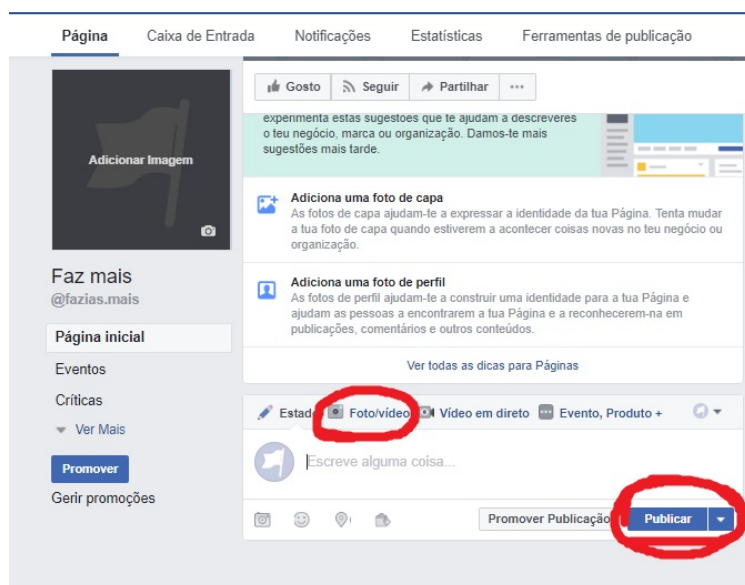 Página Caixa de Entrada Notificações Estatísticas Ferramentas de publicação
Adicionar Imagem
Faz mais
@fazias.mais
Página inicial
Eventos
Críticas
Ver Mais
Promover
Gerir promoções
Gosto Seguir Partilhar ...
experimenta estas sugestões que te ajudam a descreveres
o teu negócio, marca ou organização. Damos-te mais
sugestões mais tarde.
Adiciona uma foto de capa
As fotos de capa ajudam-te a expressar a identidade da tua Página. Tenta mudar
a tua foto de capa quando estiverem a acontecer coisas novas no teu negócio ou
organização.
Adiciona uma foto de perfil
As fotos de perfil ajudam-te a construir uma identidade para a tua Página e
ajudam as pessoas a encontrarem a tua Página e a reconhecerem-na em
publicações, comentários e outros conteúdos.
Ver todas as dicas para Páginas
Estado Foto/vídeo Vídeo em direto Evento, Produto +
Escreve alguma coisa...
Promover Publicação Publicar